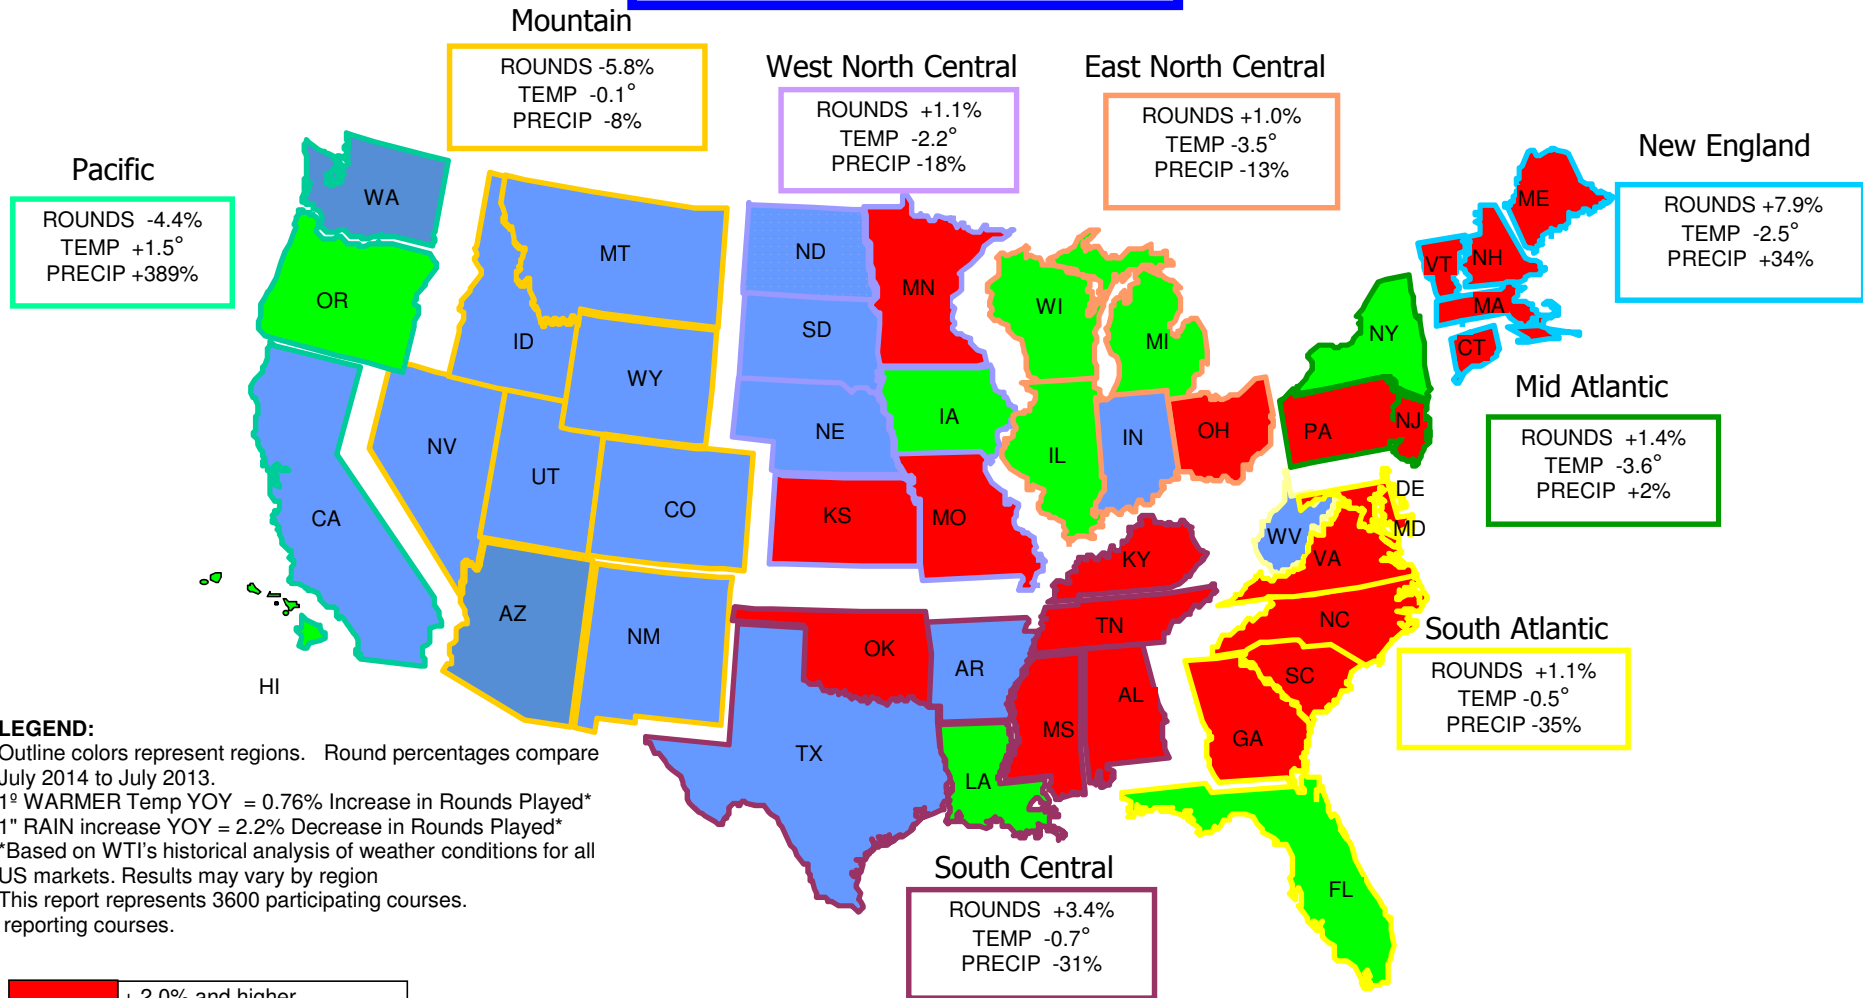 Mountain
ROUNDS -5.8%
TEMP -0.1°
PRECIP -8%
West North Central
ROUNDS +1.1%
TEMP -2.2°
PRECIP -18%
East North Central
ROUNDS +1.0%
TEMP -3.5°
PRECIP -13%
New England
ROUNDS +7.9%
TEMP -2.5°
PRECIP +34%
Pacific
ROUNDS -4.4%
TEMP +1.5°
PRECIP +389%
Mid Atlantic
ROUNDS +1.4%
TEMP -3.6°
PRECIP +2%
South Atlantic
ROUNDS +1.1%
TEMP -0.5°
PRECIP -35%
South Central
ROUNDS +3.4%
TEMP -0.7°
PRECIP -31%
WA
OR
CA
HI
MT
ID
WY
NV
UT
CO
AZ
NM
ND
SD
NE
KS
MN
IA
MO
WI
MI
IL
IN
OH
KY
TN
OK
AR
TX
LA
MS
AL
NY
PA
NJ
ME
VT
NH
MA
CT
DE
MD
WV
VA
NC
SC
GA
FL
LEGEND:
Outline colors represent regions. Round percentages compare
July 2014 to July 2013.
1º WARMER Temp YOY = 0.76% Increase in Rounds Played*
1" RAIN increase YOY = 2.2% Decrease in Rounds Played*
*Based on WTI's historical analysis of weather conditions for all
US markets. Results may vary by region
This report represents 3600 participating courses.
reporting courses.
+ 2.0% and higher